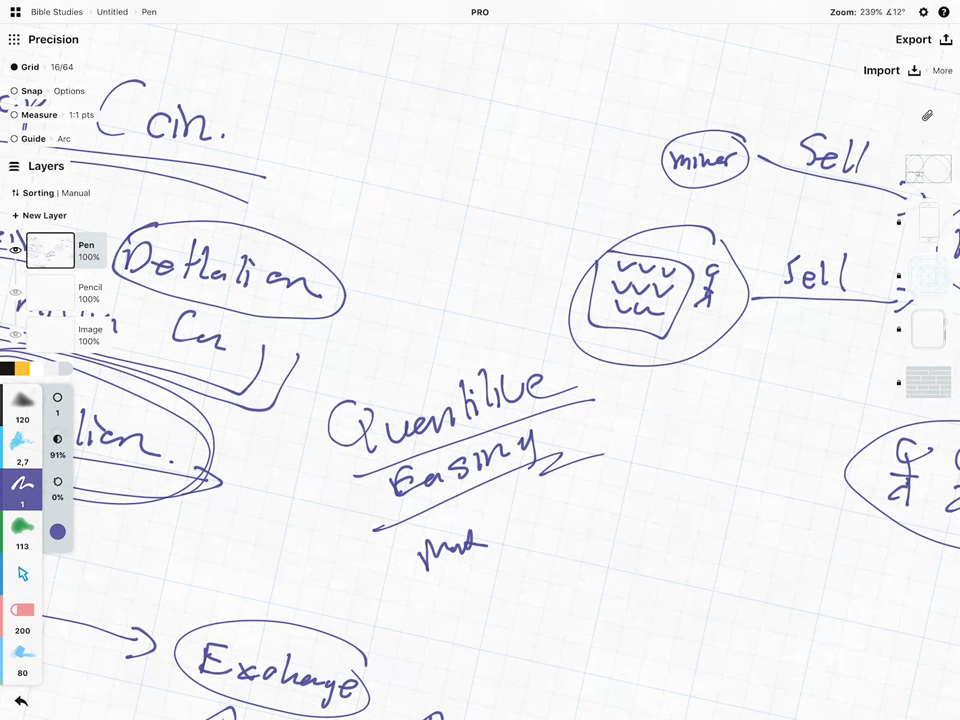 Bible Studies › Untitled › Pen
PRO
Zoom: 239% ∡12°
Precision
Export
Grid › 16/64
Import
More
Snap › Options
Measure › 1:1 pts
Guide › Arc
Layers
Sorting | Manual
+ New Layer
Pen
100%
Pencil
100%
Image
100%
120
1
2,7
91%
1
0%
113
200
80
Coin.
miner
Sell
Deflation
Sell
Quantitive
Easing
Exchange